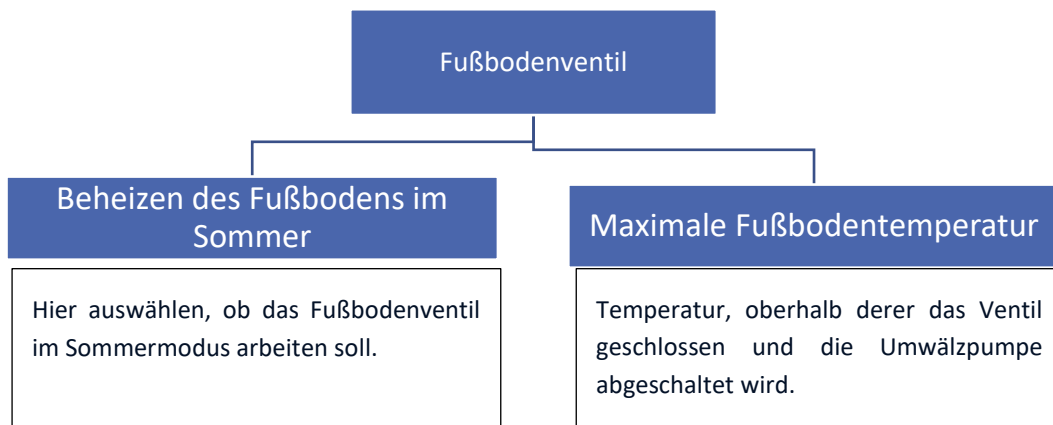 Fußbodenventil
Beheizen des Fußbodens im
Sommer
Hier auswählen, ob das Fußbodenventil
im Sommermodus arbeiten soll.
Maximale Fußbodentemperatur
Temperatur, oberhalb derer das Ventil
geschlossen und die Umwälzpumpe
abgeschaltet wird.